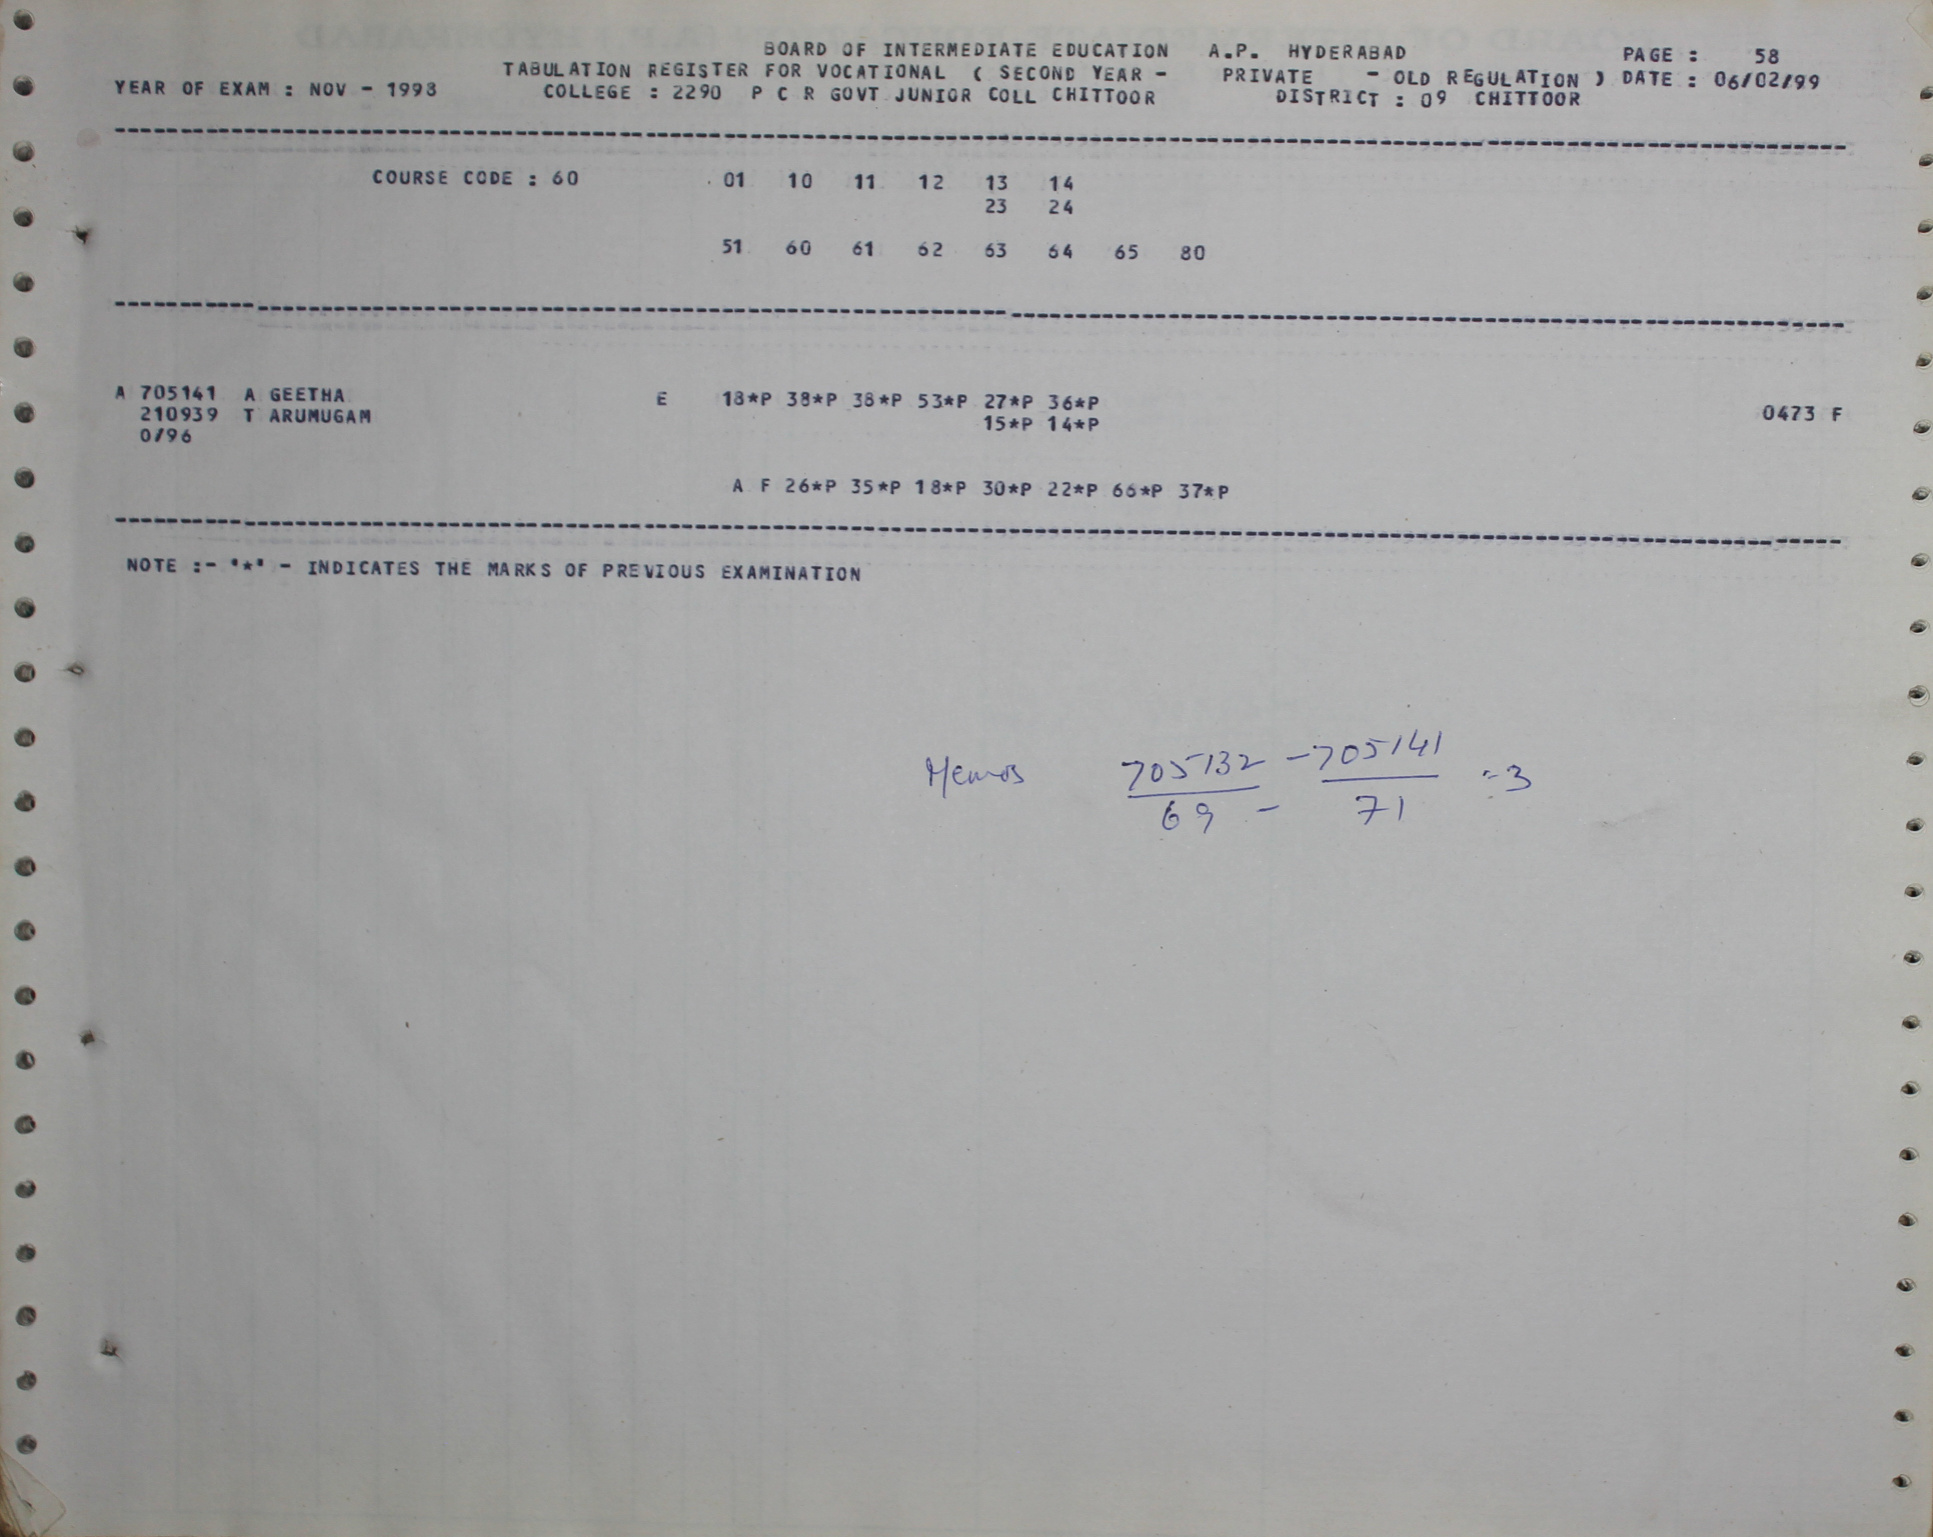 BOARD OF INTERMEDIATE EDUCATION A.P. HYDERABAD PAGE : 58
TABULATION REGISTER FOR VOCATIONAL ( SECOND YEAR - PRIVATE - OLD REGULATION ) DATE : 06/02/99
YEAR OF EXAM : NOV - 1998 COLLEGE : 2290 P C R GOVT JUNIOR COLL CHITTOOR DISTRICT : 09 CHITTOOR
COURSE CODE : 60 01 10 11 12 13 14
23 24
51 60 61 62 63 64 65 80
A 705141 A GEETHA E 18*P 38*P 38*P 53*P 27*P 36*P
210939 T ARUMUGAM 15*P 14*P 0473 F
0/96
A F 26*P 35*P 18*P 30*P 22*P 66*P 37*P
NOTE :- '*' - INDICATES THE MARKS OF PREVIOUS EXAMINATION
Memos 705132 - 705141 = 3
69 - 71